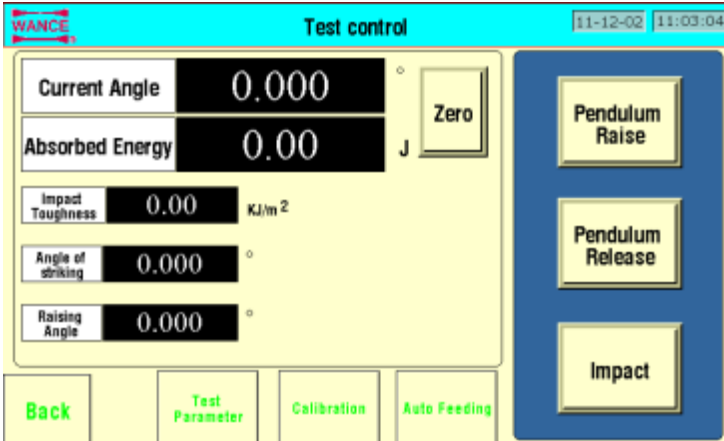 WANCE
Test control
11-12-02 11:03:04
Current Angle 0.000 °
Zero
Absorbed Energy 0.00 J
Impact
Toughness
0.00 KJ/m 2
Angle of
striking
0.000 °
Raising
Angle
0.000 °
Pendulum
Raise
Pendulum
Release
Impact
Back
Test
Parameter
Calibration
Auto Feeding